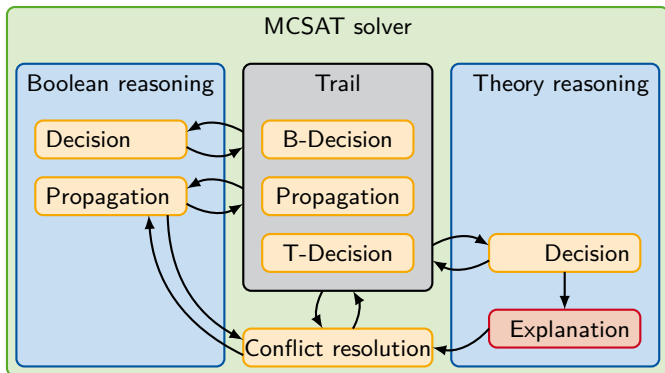 MCSAT solver
Boolean reasoning
Trail
Theory reasoning
Decision
B-Decision
Propagation
Propagation
T-Decision
Decision
Explanation
Conflict resolution